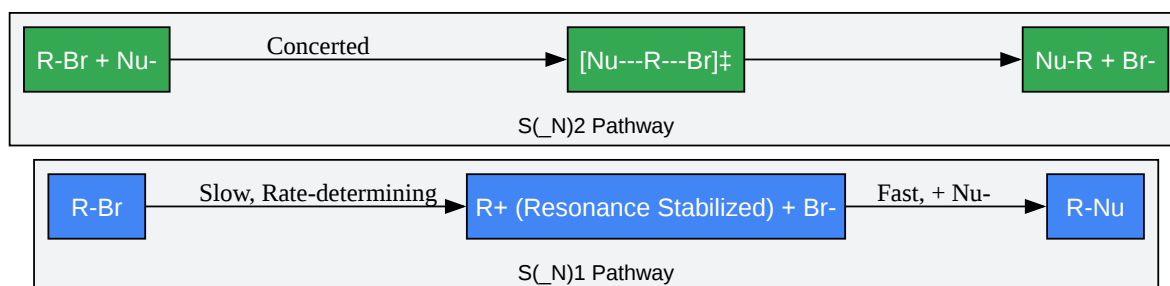 Concerted
R-Br + Nu-
[Nu---R---Br]‡
Nu-R + Br-
S(_N)2 Pathway
Slow, Rate-determining
Fast, + Nu-
R-Br
R+ (Resonance Stabilized) + Br-
R-Nu
S(_N)1 Pathway